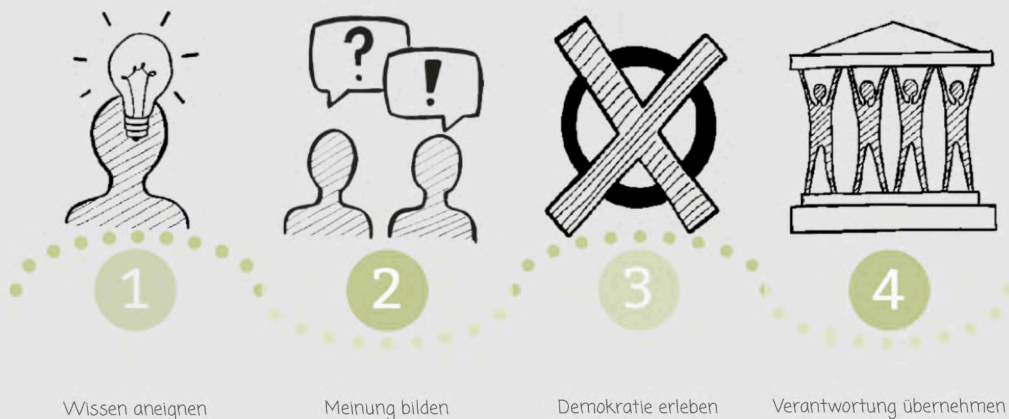 ?
!
1
2
3
4
Wissen aneignen
Meinung bilden
Demokratie erleben
Verantwortung übernehmen